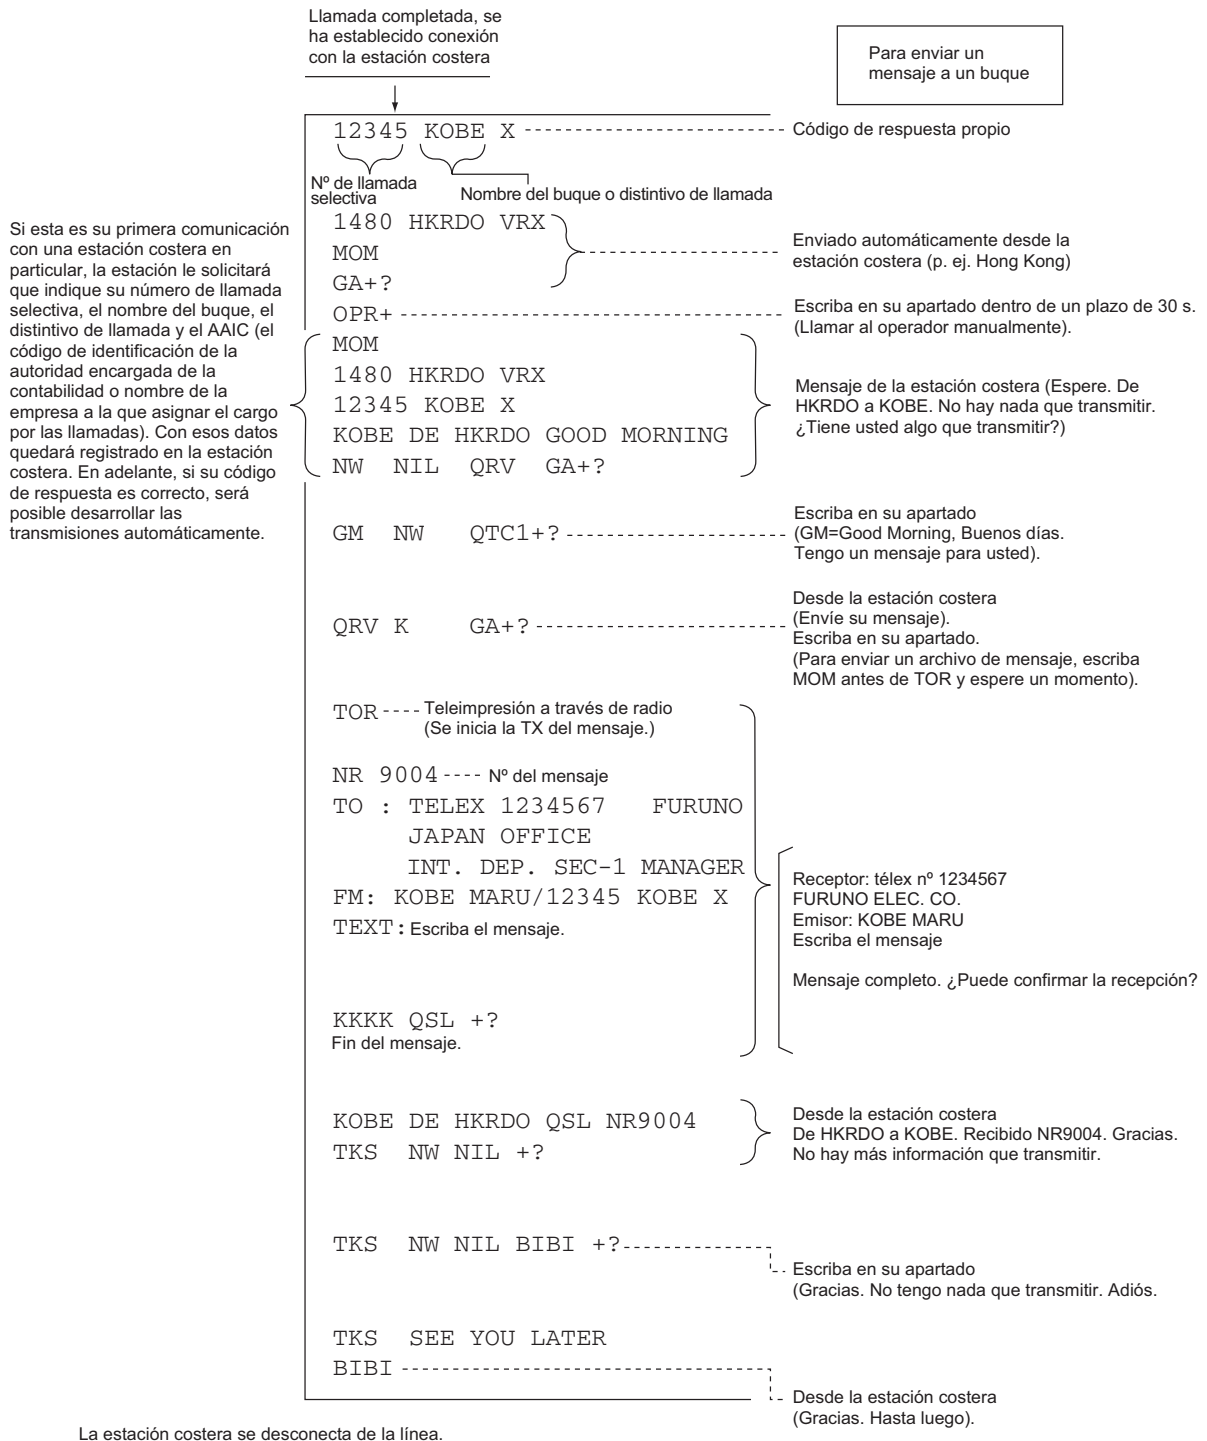 Llamada completada, se
ha establecido conexión
con la estación costera
Para enviar un
mensaje a un buque
12345 KOBE X
Código de respuesta propio
Nº de llamada
selectiva
Nombre del buque o distintivo de llamada
Si esta es su primera comunicación
con una estación costera en
particular, la estación le solicitará
que indique su número de llamada
selectiva, el nombre del buque, el
distintivo de llamada y el AAIC (el
código de identificación de la
autoridad encargada de la
contabilidad o nombre de la
empresa a la que asignar el cargo
por las llamadas). Con esos datos
quedará registrado en la estación
costera. En adelante, si su código
de respuesta es correcto, será
posible desarrollar las
transmisiones automáticamente.
1480 HKRDO VRX
MOM
GA+?
Enviado automáticamente desde la
estación costera (p. ej. Hong Kong)
OPR+
Escriba en su apartado dentro de un plazo de 30 s.
(Llamar al operador manualmente).
MOM
1480 HKRDO VRX
12345 KOBE X
KOBE DE HKRDO GOOD MORNING
NW NIL QRV GA+?
Mensaje de la estación costera (Espere. De
HKRDO a KOBE. No hay nada que transmitir.
¿Tiene usted algo que transmitir?)
GM NW QTC1+?
Escriba en su apartado
(GM=Good Morning, Buenos días.
Tengo un mensaje para usted).
QRV K GA+?
Desde la estación costera
(Envíe su mensaje).
Escriba en su apartado.
(Para enviar un archivo de mensaje, escriba
MOM antes de TOR y espere un momento).
TOR
Teleimpresión a través de radio
(Se inicia la TX del mensaje.)
NR 9004
Nº del mensaje
TO : TELEX 1234567 FURUNO
JAPAN OFFICE
INT. DEP. SEC-1 MANAGER
FM: KOBE MARU/12345 KOBE X
TEXT: Escriba el mensaje.
KKKK QSL +?
Fin del mensaje.
Receptor: télex nº 1234567
FURUNO ELEC. CO.
Emisor: KOBE MARU
Escriba el mensaje
Mensaje completo. ¿Puede confirmar la recepción?
KOBE DE HKRDO QSL NR9004
TKS NW NIL +?
Desde la estación costera
De HKRDO a KOBE. Recibido NR9004. Gracias.
No hay más información que transmitir.
TKS NW NIL BIBI +?
Escriba en su apartado
(Gracias. No tengo nada que transmitir. Adiós.
TKS SEE YOU LATER
BIBI
Desde la estación costera
(Gracias. Hasta luego).
La estación costera se desconecta de la línea.